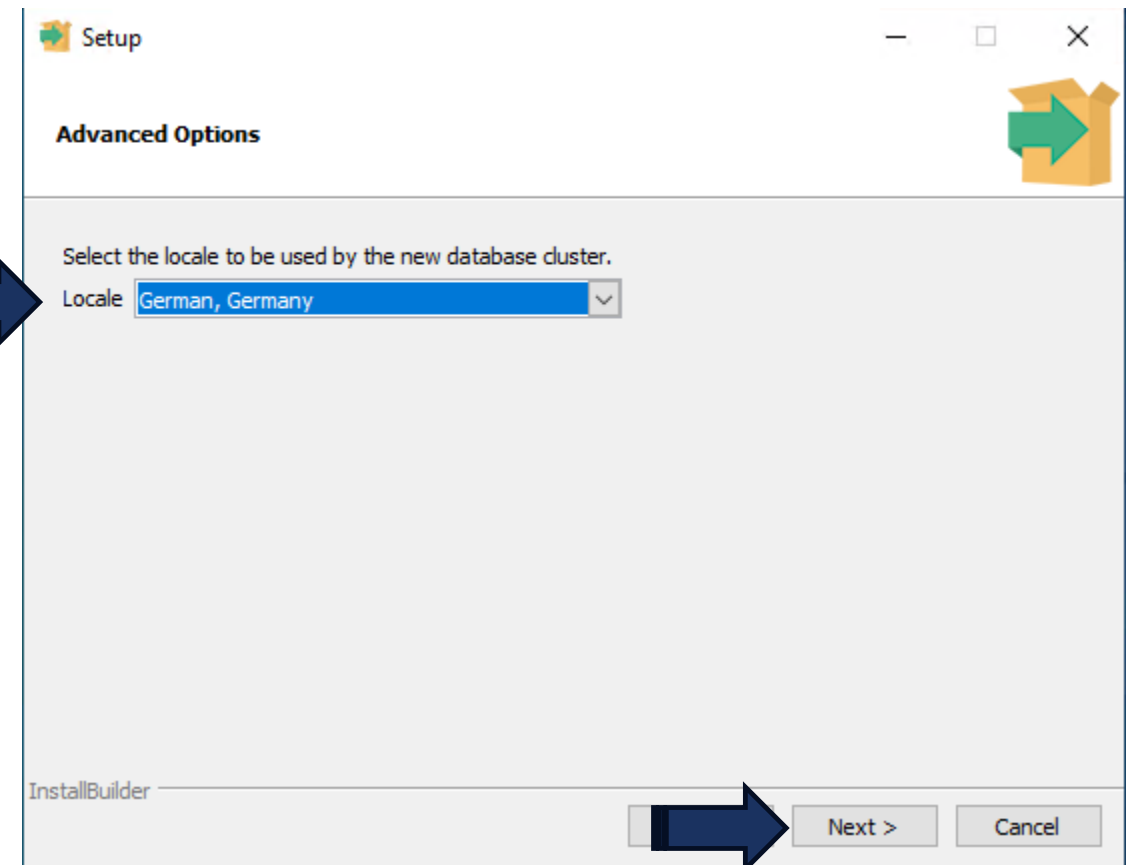 Setup
Advanced Options
Select the locale to be used by the new database cluster.
Locale German, Germany
InstallBuilder
Next > Cancel